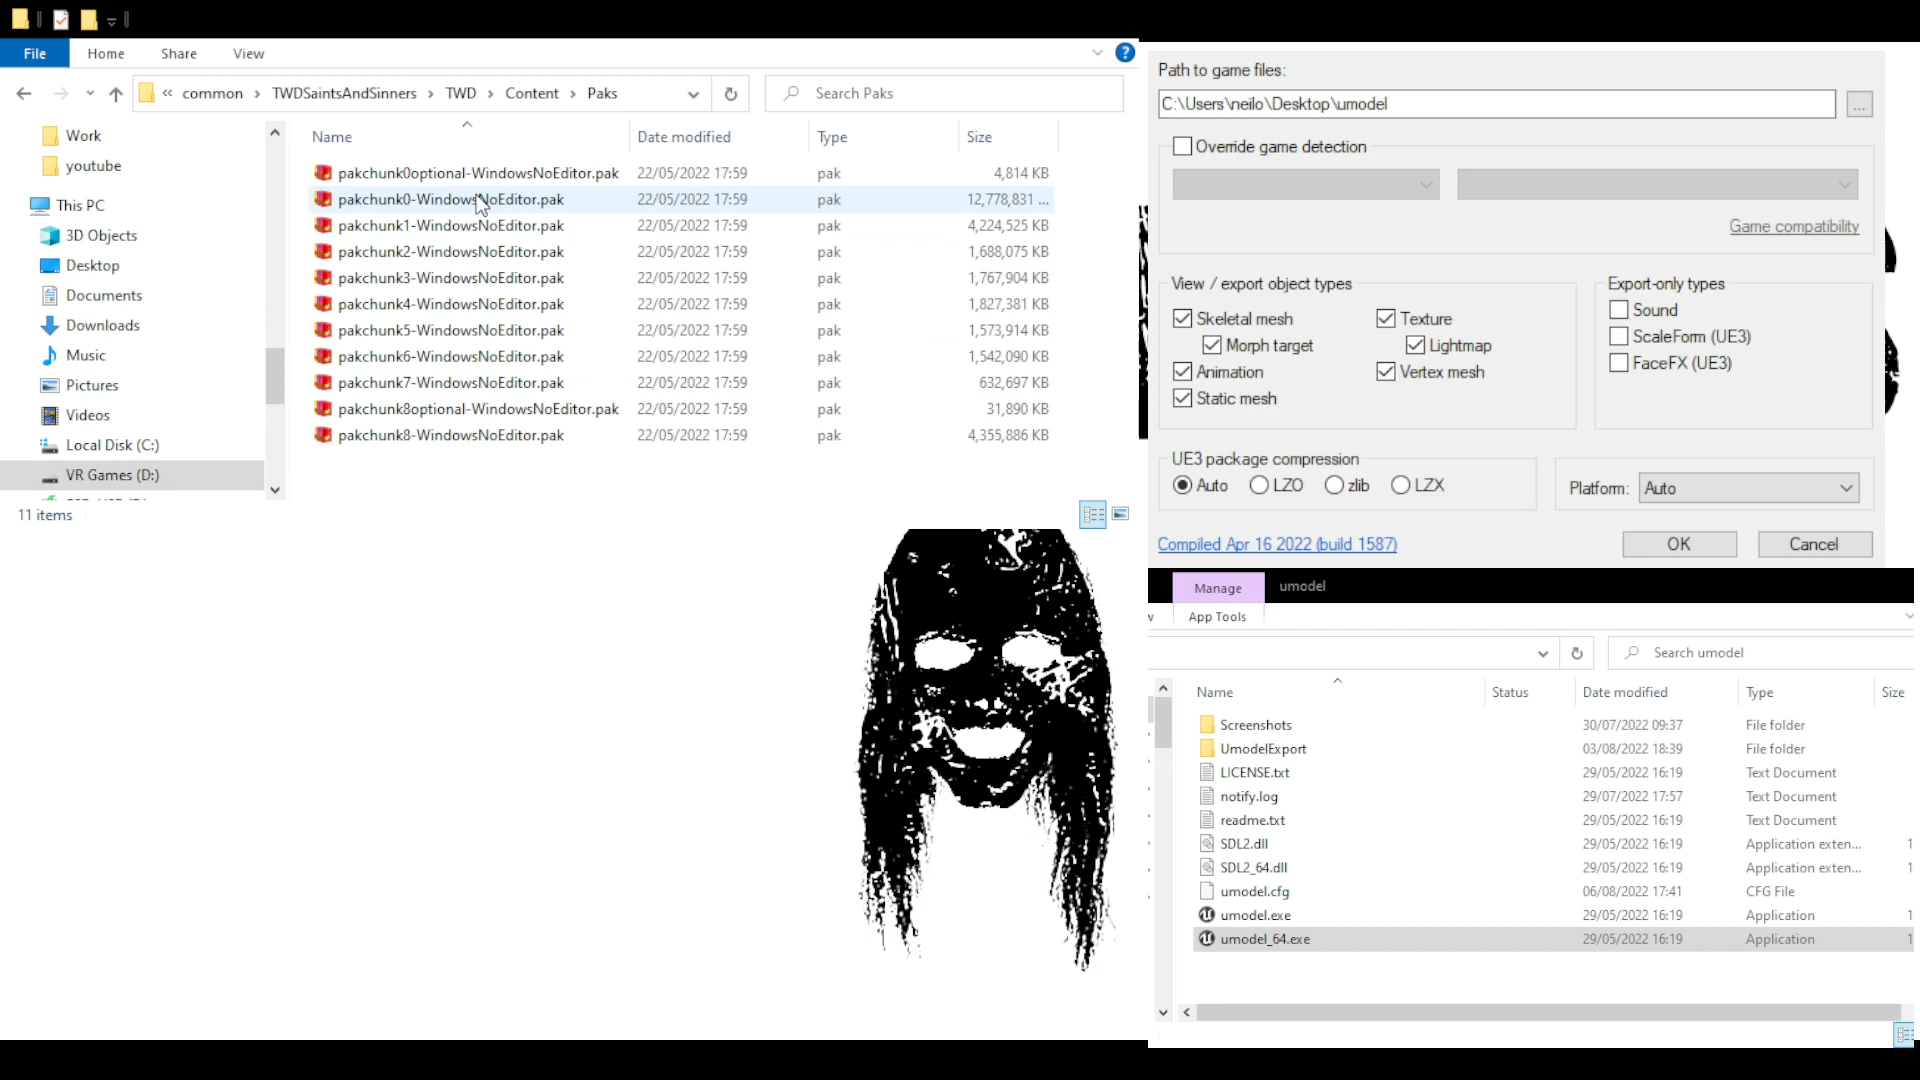 File Home Share View
« common > TWDSaintsAndSinners > TWD > Content > Paks
Search Paks
Work
youtube
This PC
3D Objects
Desktop
Documents
Downloads
Music
Pictures
Videos
Local Disk (C:)
VR Games (D:)
11 items
Name Date modified Type Size
pakchunk0optional-WindowsNoEditor.pak 22/05/2022 17:59 pak 4,814 KB
pakchunk0-WindowsNoEditor.pak 22/05/2022 17:59 pak 12,778,831 ...
pakchunk1-WindowsNoEditor.pak 22/05/2022 17:59 pak 4,224,525 KB
pakchunk2-WindowsNoEditor.pak 22/05/2022 17:59 pak 1,688,075 KB
pakchunk3-WindowsNoEditor.pak 22/05/2022 17:59 pak 1,767,904 KB
pakchunk4-WindowsNoEditor.pak 22/05/2022 17:59 pak 1,827,381 KB
pakchunk5-WindowsNoEditor.pak 22/05/2022 17:59 pak 1,573,914 KB
pakchunk6-WindowsNoEditor.pak 22/05/2022 17:59 pak 1,542,090 KB
pakchunk7-WindowsNoEditor.pak 22/05/2022 17:59 pak 632,697 KB
pakchunk8optional-WindowsNoEditor.pak 22/05/2022 17:59 pak 31,890 KB
pakchunk8-WindowsNoEditor.pak 22/05/2022 17:59 pak 4,355,886 KB
Path to game files:
C:\Users\neilo\Desktop\umodel ...
Override game detection
Game compatibility
View / export object types
Skeletal mesh Texture
Morph target Lightmap
Animation Vertex mesh
Static mesh
Export-only types
Sound
ScaleForm (UE3)
FaceFX (UE3)
UE3 package compression
Auto LZO zlib LZX
Platform: Auto
Compiled Apr 16 2022 (build 1587)
OK Cancel
Manage umodel
App Tools
Search umodel
Name Status Date modified Type Size
Screenshots 30/07/2022 09:37 File folder
UmodelExport 03/08/2022 18:39 File folder
LICENSE.txt 29/05/2022 16:19 Text Document
notify.log 29/07/2022 17:57 Text Document
readme.txt 29/05/2022 16:19 Text Document
SDL2.dll 29/05/2022 16:19 Application exten... 1
SDL2_64.dll 29/05/2022 16:19 Application exten... 1
umodel.cfg 06/08/2022 17:41 CFG File
umodel.exe 29/05/2022 16:19 Application 1
umodel_64.exe 29/05/2022 16:19 Application 1